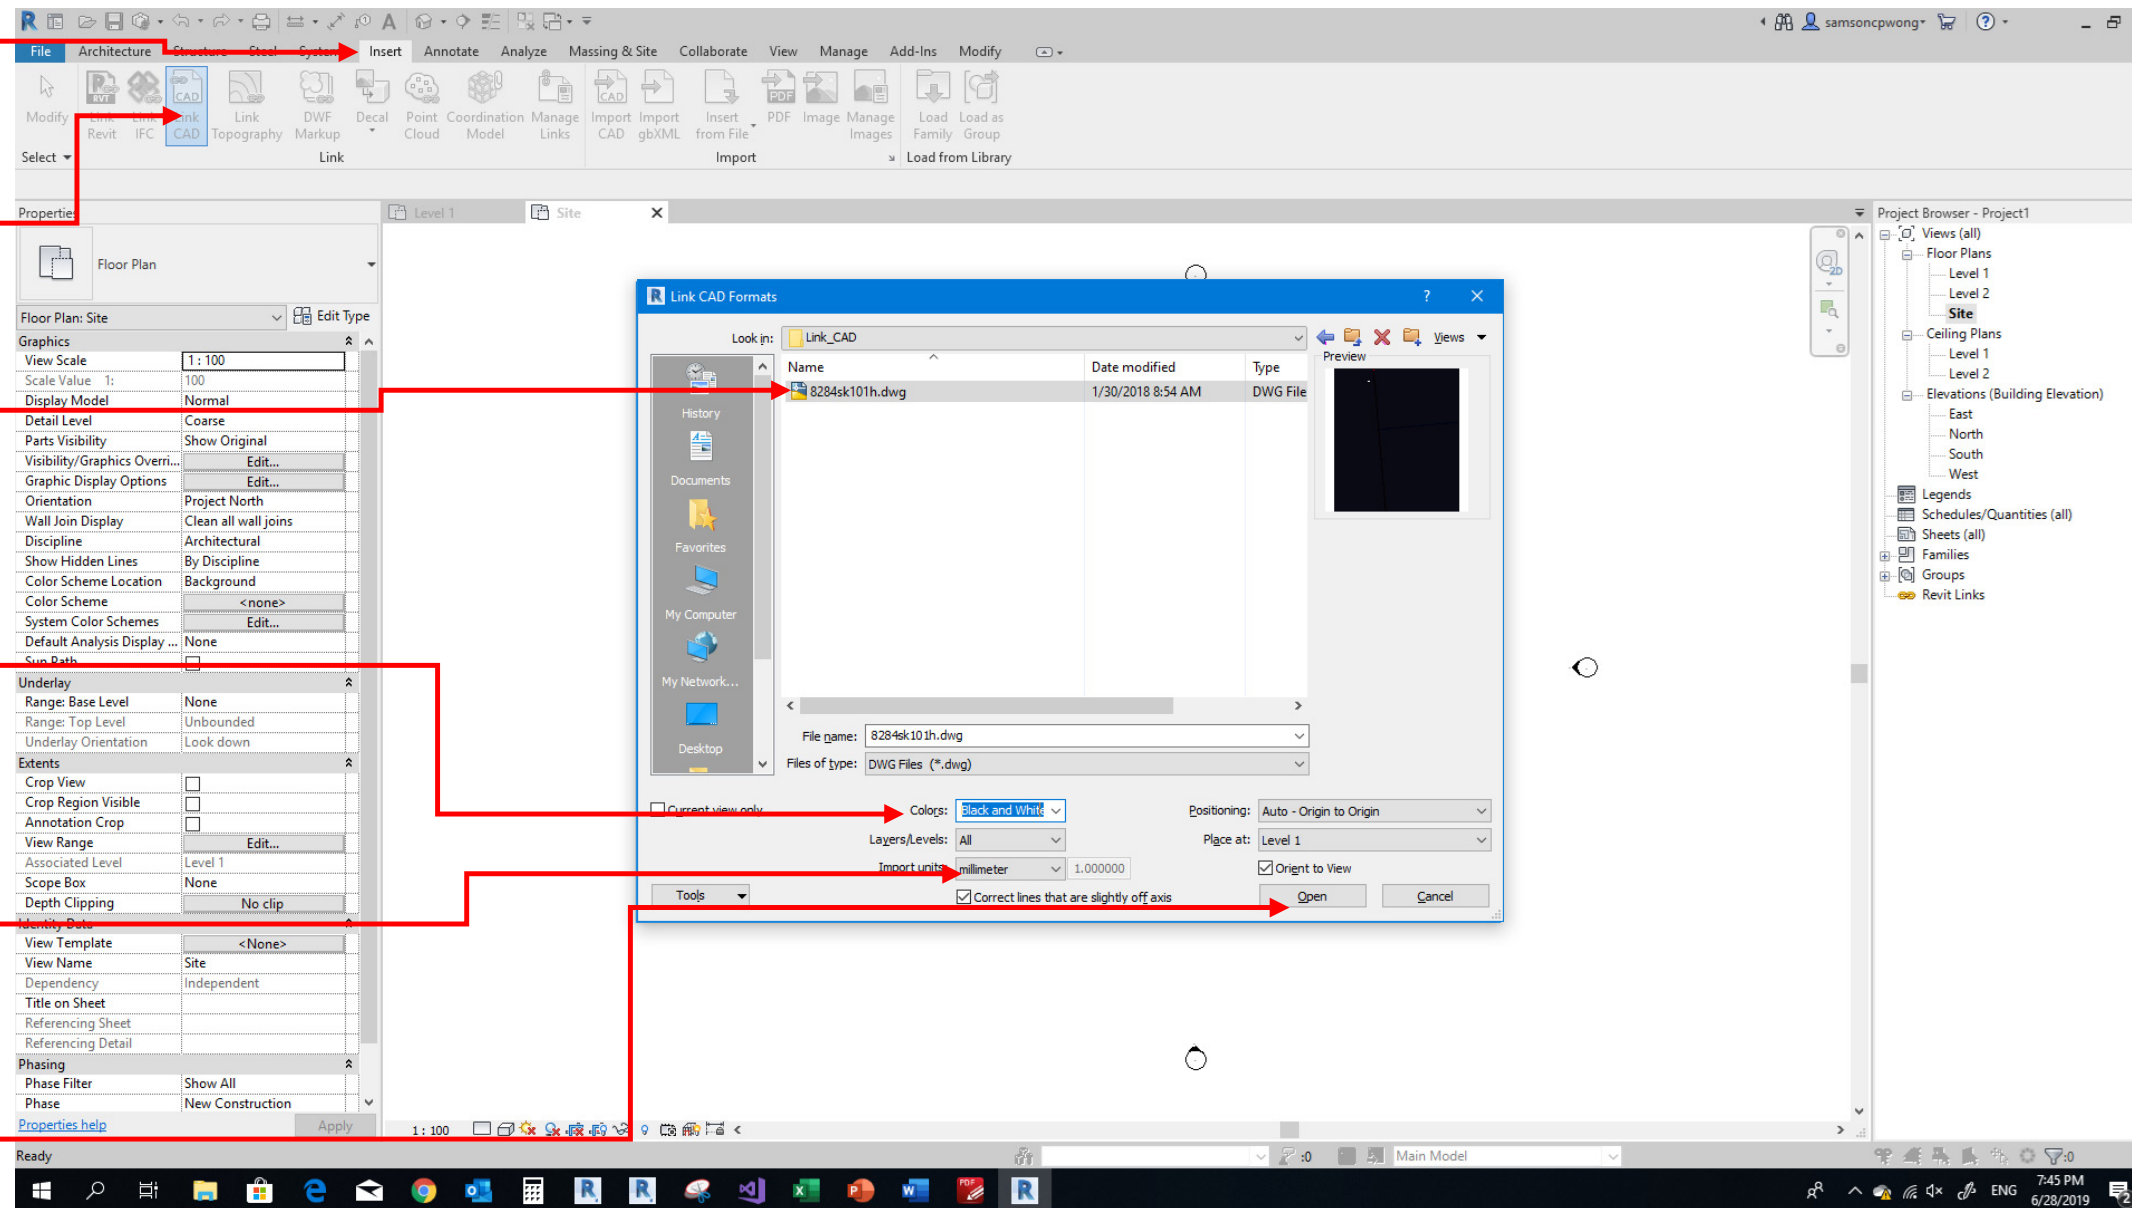 samsoncpwong
File Architecture Structure Steel Systems Insert Annotate Analyze Massing & Site Collaborate View Manage Add-Ins Modify
Modify
Link Revit
Link IFC
Link CAD
Link Topography
DWF Markup
Decal
Point Cloud
Coordination Model
Manage Links
Import CAD
Import gbXML
Insert from File
PDF
Image
Manage Images
Load Family
Load as Group
Select Link Import Load from Library
Properties
Level 1
Site
Project Browser - Project1
Floor Plan
Floor Plan: Site Edit Type
Graphics
View Scale 1 : 100
Scale Value 1: 100
Display Model Normal
Detail Level Coarse
Parts Visibility Show Original
Visibility/Graphics Overri... Edit...
Graphic Display Options Edit...
Orientation Project North
Wall Join Display Clean all wall joins
Discipline Architectural
Show Hidden Lines By Discipline
Color Scheme Location Background
Color Scheme <none>
System Color Schemes Edit...
Default Analysis Display ... None
Sun Path
Underlay
Range: Base Level None
Range: Top Level Unbounded
Underlay Orientation Look down
Extents
Crop View
Crop Region Visible
Annotation Crop
View Range Edit...
Associated Level Level 1
Scope Box None
Depth Clipping No clip
Identity Data
View Template <None>
View Name Site
Dependency Independent
Title on Sheet
Referencing Sheet
Referencing Detail
Phasing
Phase Filter Show All
Phase New Construction
Properties help Apply
Link CAD Formats ?
Look in: Link_CAD Views
Name Date modified Type Preview
8284sk101h.dwg 1/30/2018 8:54 AM DWG File
History
Documents
Favorites
My Computer
My Network...
Desktop
File name: 8284sk101h.dwg
Files of type: DWG Files (*.dwg)
Current view only Colors: Black and White Positioning: Auto - Origin to Origin
Layers/Levels: All Place at: Level 1
Import units: millimeter 1.000000 Orient to View
Tools Correct lines that are slightly off axis Open Cancel
2D
Views (all)
Floor Plans
Level 1
Level 2
Site
Ceiling Plans
Level 1
Level 2
Elevations (Building Elevation)
East
North
South
West
Legends
Schedules/Quantities (all)
Sheets (all)
Families
Groups
Revit Links
1 : 100
Ready :0 Main Model :0
ENG 7:45 PM
6/28/2019
2